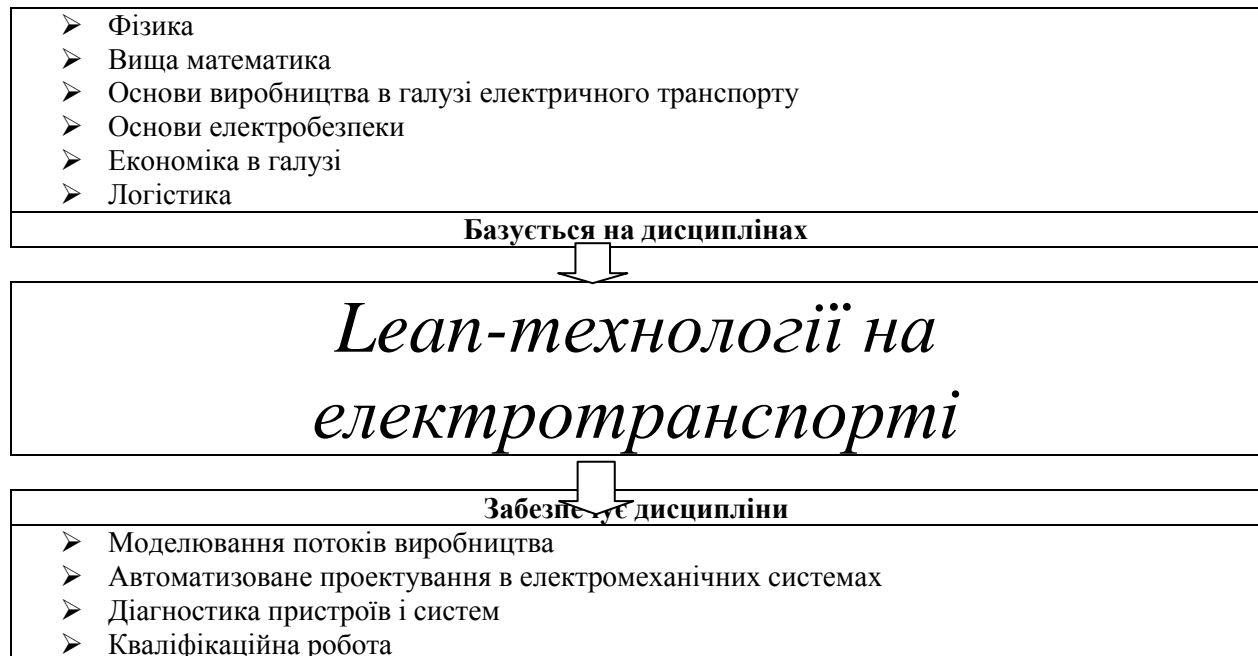 ➢ Фізика
➢ Вища математика
➢ Основи виробництва в галузі електричного транспорту
➢ Основи електробезпеки
➢ Економіка в галузі
➢ Логістика
Базується на дисциплінах
Lean-технології на
електротранспорті
дисципліни
➢ Моделювання потоків виробництва
➢ Автоматизоване проектування в електромеханічних системах
➢ Діагностика пристроїв і систем
➢ Кваліфікаційна робота